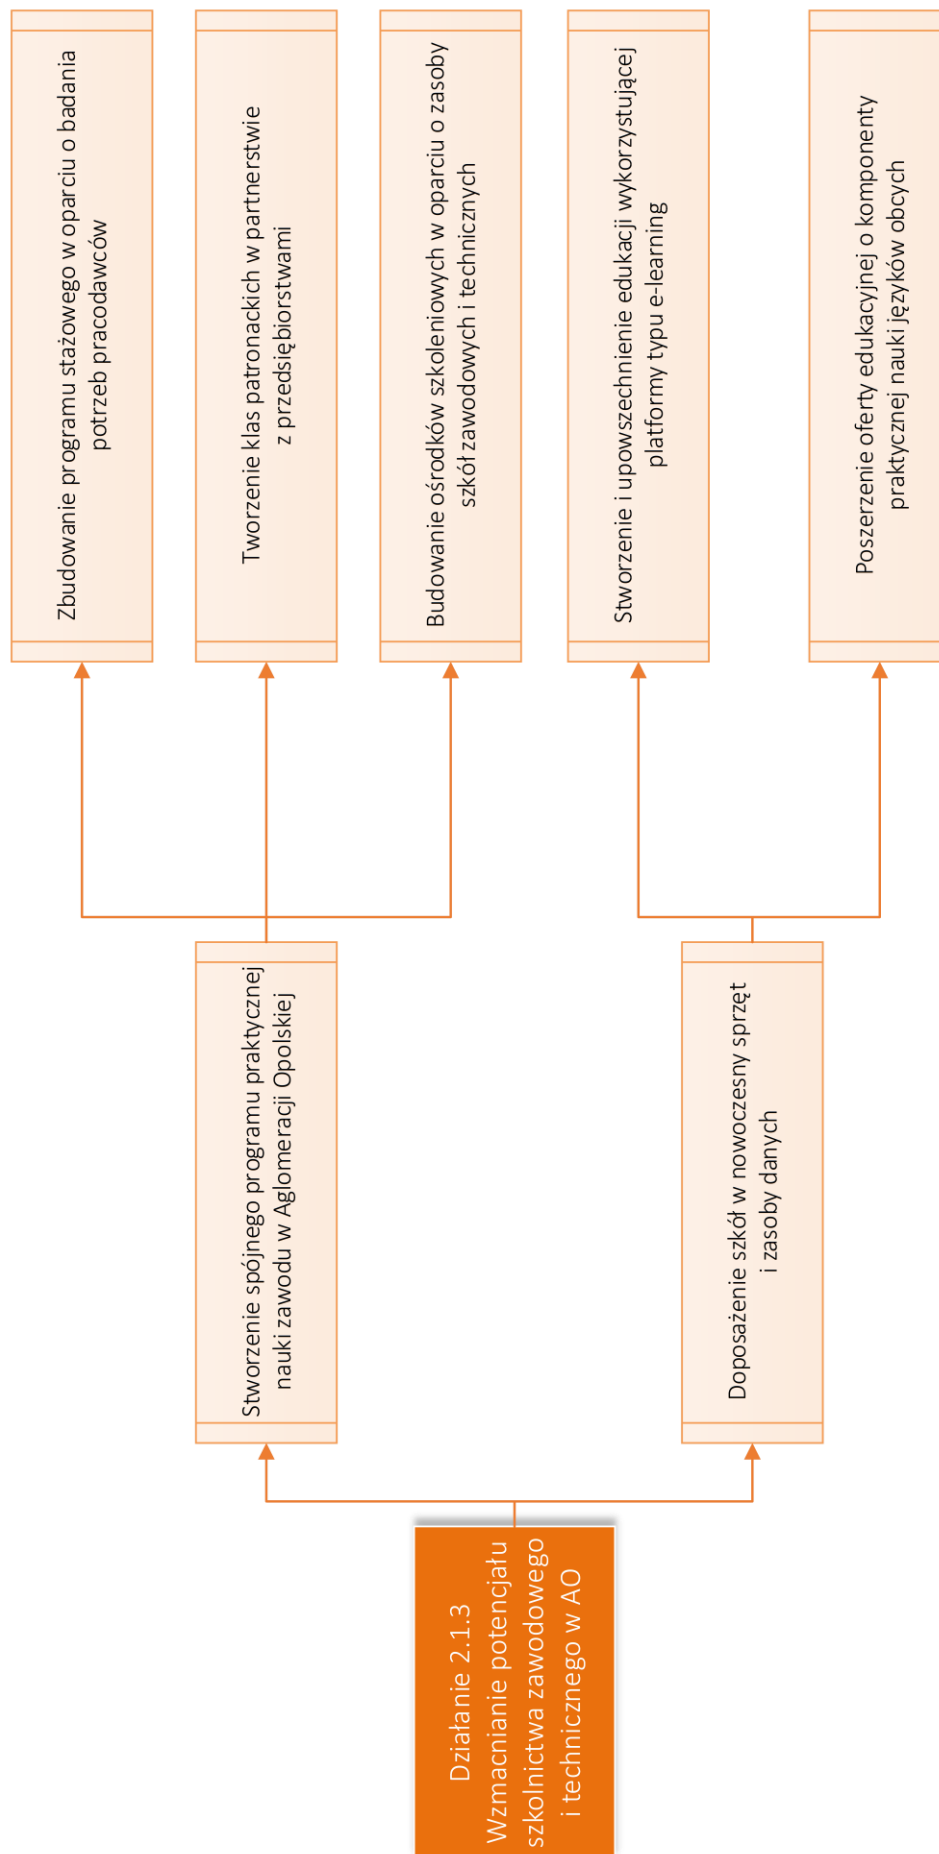 Działanie 2.1.3
Wzmacnianie potencjału
szkolnictwa zawodowego
i technicznego w AO
Stworzenie spójnego programu praktycznej
nauki zawodu w Aglomeracji Opolskiej
Zbudowanie programu stażowego w oparciu o badania
potrzeb pracodawców
Tworzenie klas patronackich w partnerstwie
z przedsiębiorstwami
Budowanie ośrodków szkoleniowych w oparciu o zasoby
szkół zawodowych i technicznych
Doposażenie szkół w nowoczesny sprzęt
i zasoby danych
Stworzenie i upowszechnienie edukacji wykorzystującej
platformy typu e-learning
Poszerzenie oferty edukacyjnej o komponenty
praktycznej nauki języków obcych